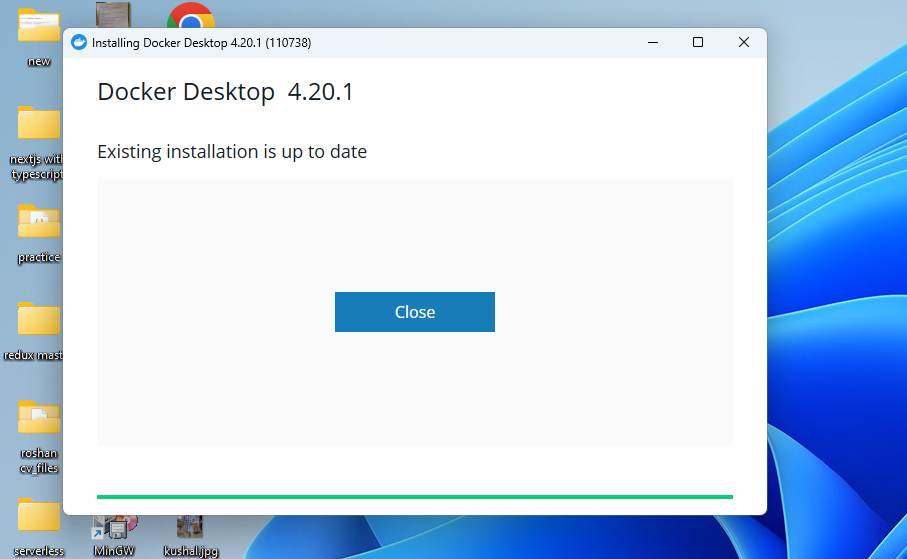 Installing Docker Desktop 4.20.1 (110738)
Docker Desktop 4.20.1
Existing installation is up to date
Close
new
nextjs with
typescript
practice
redux mast
roshan
cv_files
serverless
MinGW
kushal.jpg